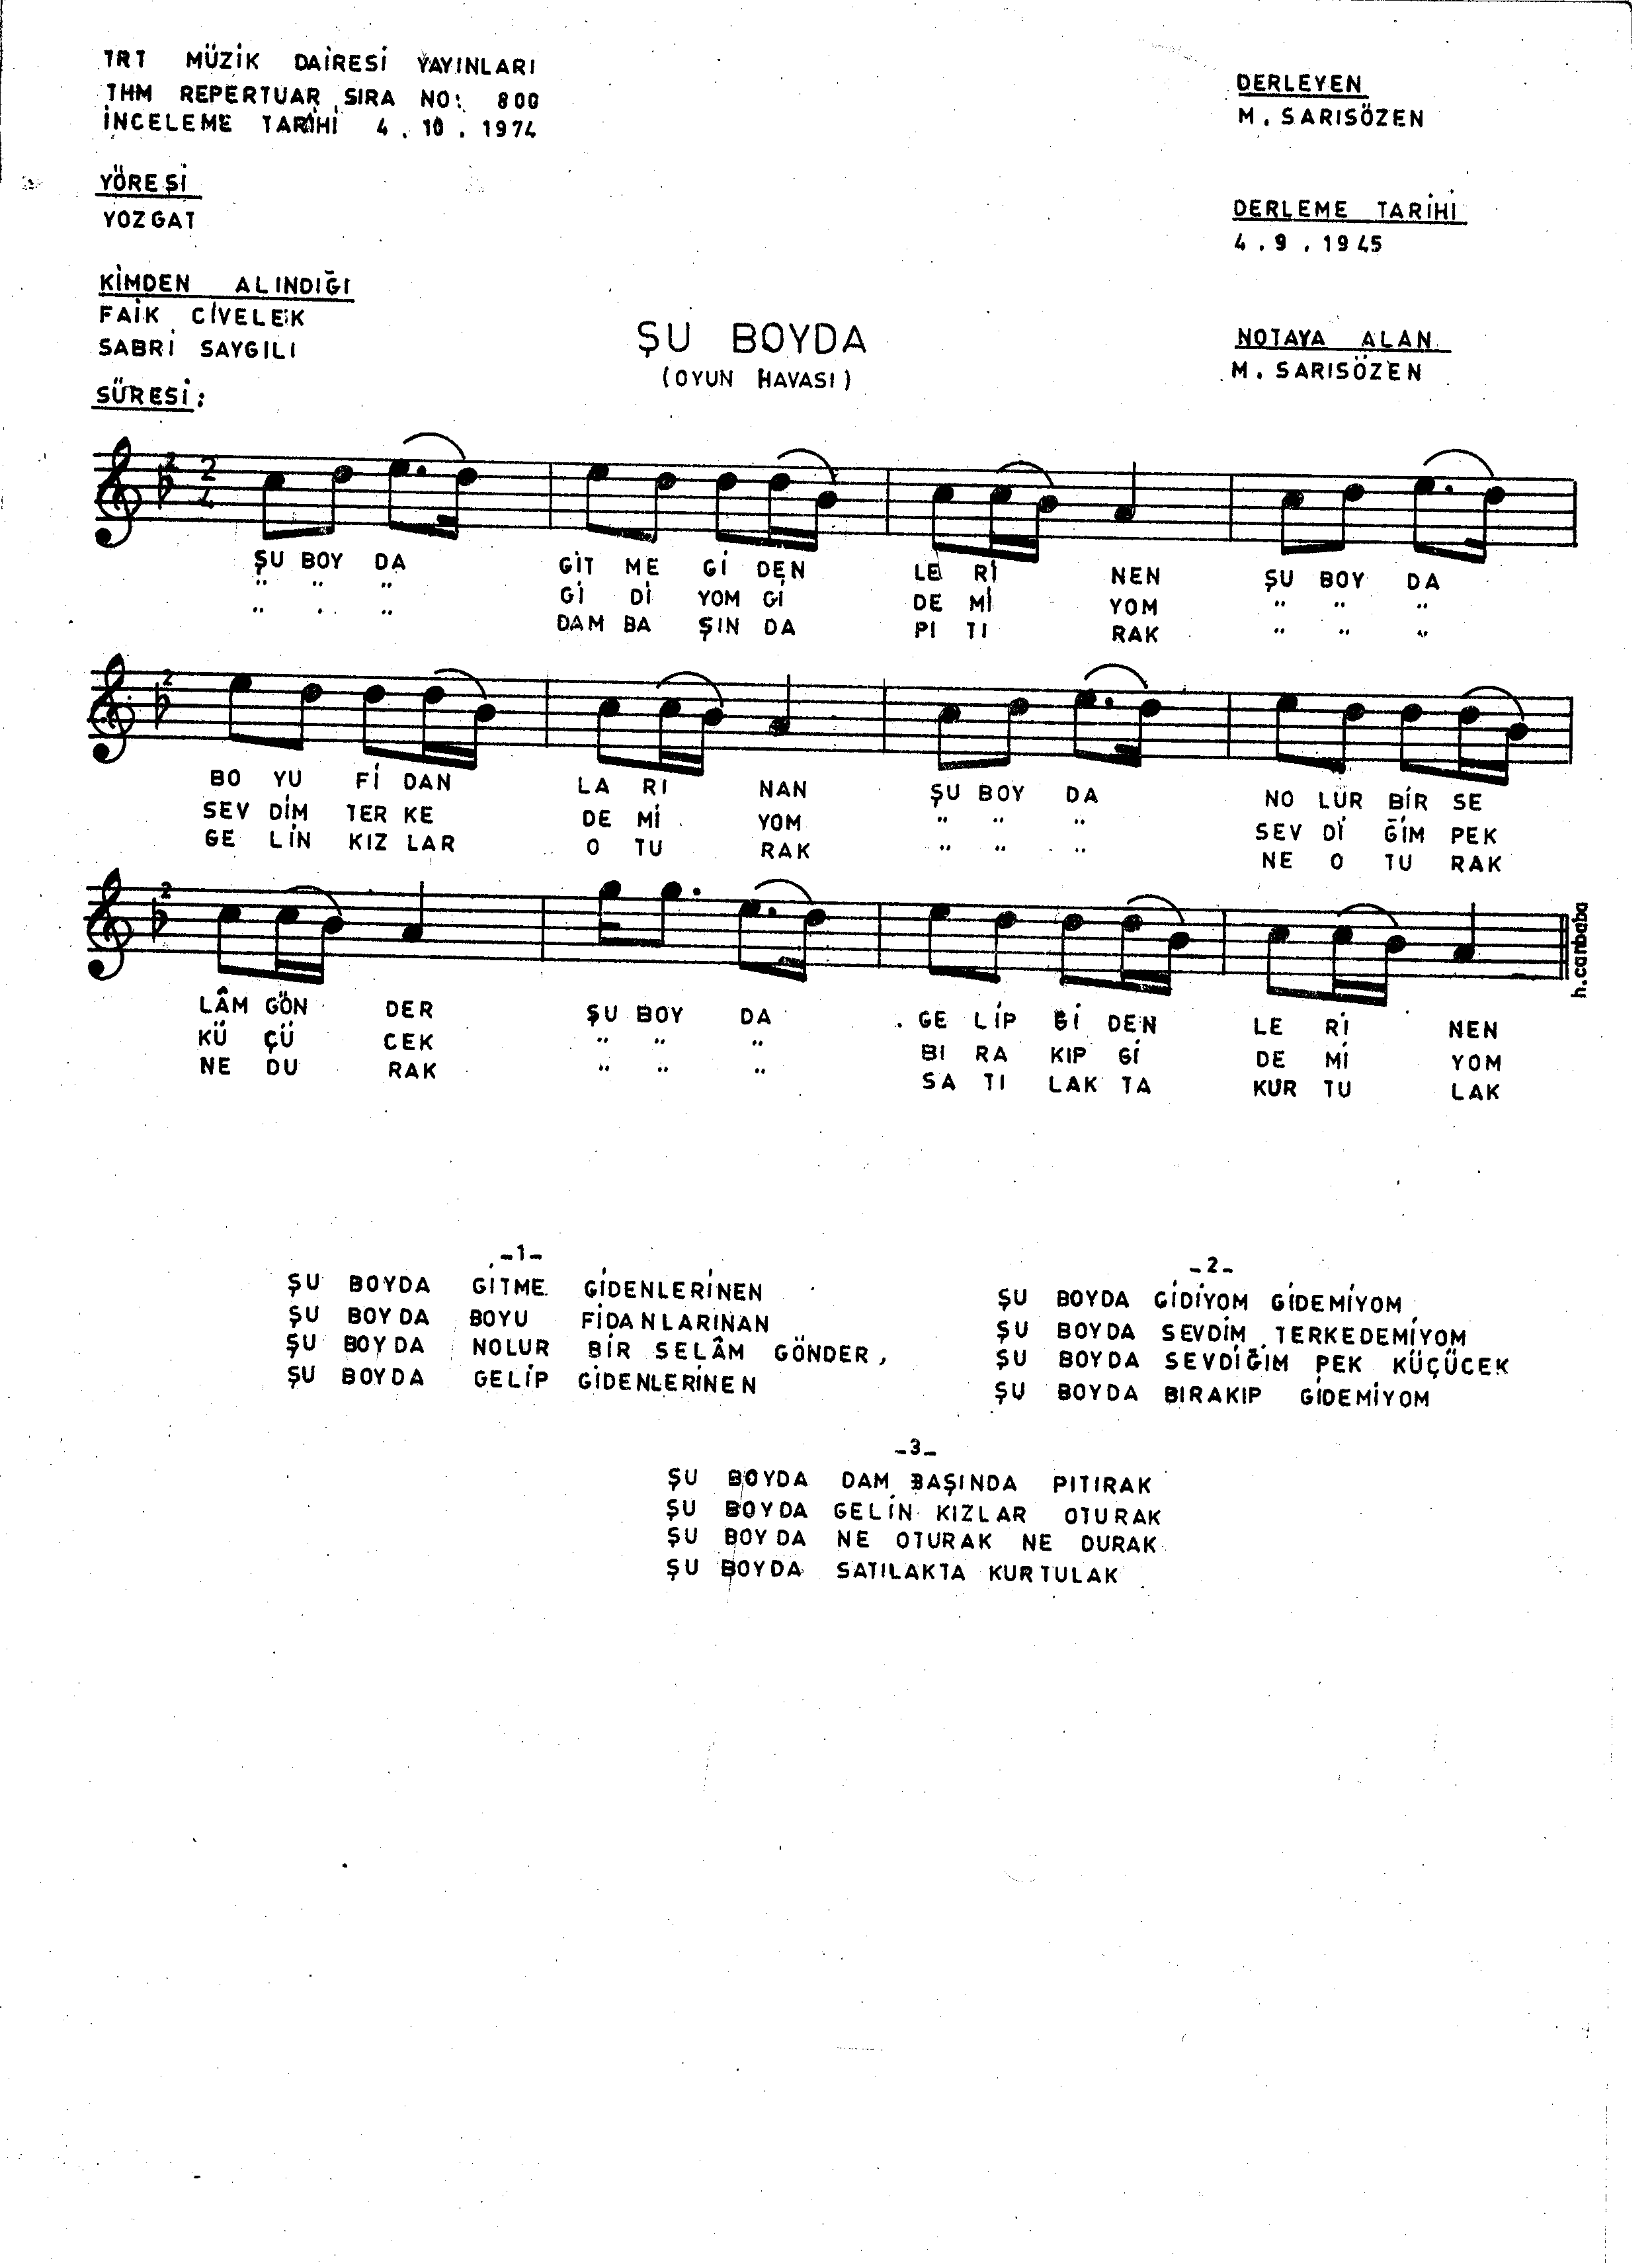 TRT MÜZİK DAİRESİ YAYINLARI
THM REPERTUAR SIRA NO: 800
İNCELEME TARİHİ 4.10.1974
DERLEYEN
M. SARISÖZEN
YÖRESİ
YOZGAT
DERLEME TARİHİ
4.9.1945
KİMDEN ALINDIĞI
FAİK CİVELEK
SABRİ SAYGILI
ŞU BOYDA
(OYUN HAVASI)
NOTAYA ALAN
M. SARISÖZEN
SÜRESİ:
2 2
4
ŞU BOY DA GİT ME Gİ DEN LE Rİ NEN ŞU BOY DA
" " " Gİ Dİ YOM Gİ DE Mİ YOM " " "
" " " DAM BA ŞIN DA PI TI RAK " " "
2
BO YU Fİ DAN LA RI NAN ŞU BOY DA NO LUR BİR SE
SEV DİM TER KE DE Mİ YOM " " " SEV Dİ ĞİM PEK
GE LİN KIZ LAR O TU RAK " " " NE O TU RAK
2
LÂM GÖN DER ŞU BOY DA GE LİP Gİ DEN LE Rİ NEN
KÜ ÇÜ CEK " " " BI RA KIP Gİ DE Mİ YOM
NE DU RAK " " " SA TI LAK TA KUR TU LAK
h.canbaba
-1-
ŞU BOYDA GİTME GİDENLERİNEN
ŞU BOYDA BOYU FİDANLARINAN
ŞU BOYDA NOLUR BİR SELÂM GÖNDER,
ŞU BOYDA GELİP GİDENLERİNEN
-2-
ŞU BOYDA GİDİYOM GİDEMİYOM
ŞU BOYDA SEVDİM TERKEDEMİYOM
ŞU BOYDA SEVDİĞİM PEK KÜÇÜCEK
ŞU BOYDA BIRAKIP GİDEMİYOM
-3-
ŞU BOYDA DAM BAŞINDA PITIRAK
ŞU BOYDA GELİN KIZLAR OTURAK
ŞU BOYDA NE OTURAK NE DURAK
ŞU BOYDA SATILAKTA KURTULAK